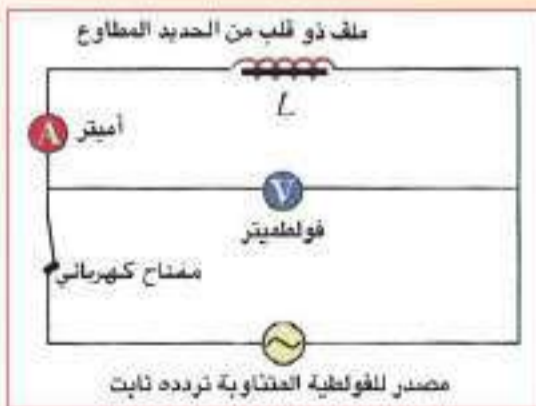 ملف ذو قلب من الحديد المطاوع
L
A أميتر
V
فولطميتر
مفتاح كهربائي
مصدر للفولطية المتناوبة تردده ثابت